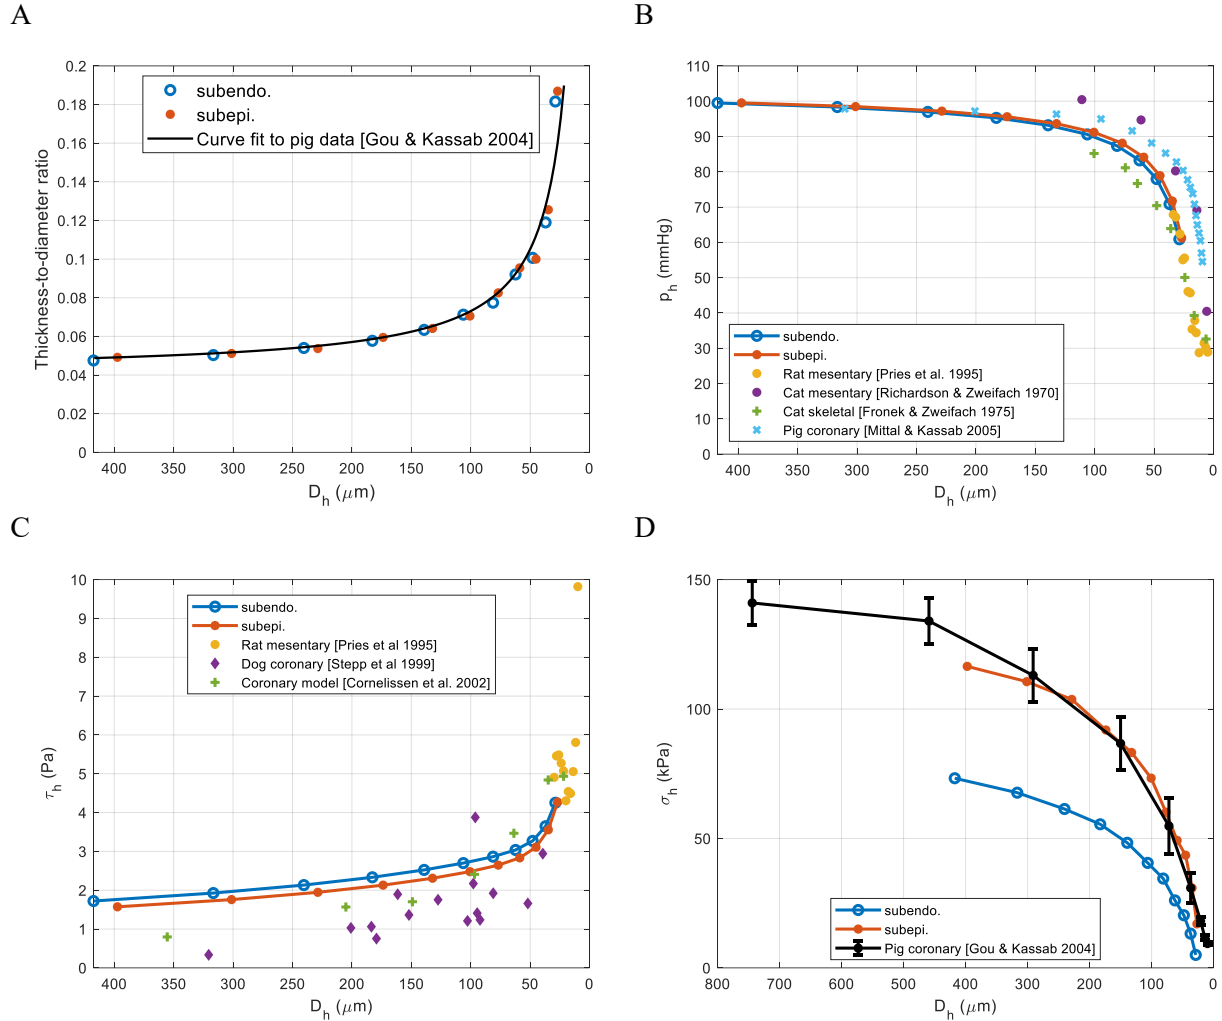 A
B
0.2
0.18
0.16
0.14
0.12
0.1
0.08
0.06
0.04
0.02
0
Thickness-to-diameter ratio
subendo.
subepi.
Curve fit to pig data [Gou & Kassab 2004]
400 350 300 250 200 150 100 50 0
D_h (μm)
110
100
90
80
70
60
50
40
30
20
10
0
p_h (mmHg)
subendo.
subepi.
Rat mesentary [Pries et al. 1995]
Cat mesentary [Richardson & Zweifach 1970]
Cat skeletal [Fronek & Zweifach 1975]
Pig coronary [Mittal & Kassab 2005]
400 350 300 250 200 150 100 50 0
D_h (μm)
C
D
10
9
8
7
6
5
4
3
2
1
0
τ_h (Pa)
subendo.
subepi.
Rat mesentary [Pries et al 1995]
Dog coronary [Stepp et al 1999]
Coronary model [Cornelissen et al. 2002]
400 350 300 250 200 150 100 50 0
D_h (μm)
150
100
50
0
σ_h (kPa)
subendo.
subepi.
Pig coronary [Gou & Kassab 2004]
800 700 600 500 400 300 200 100 0
D_h (μm)